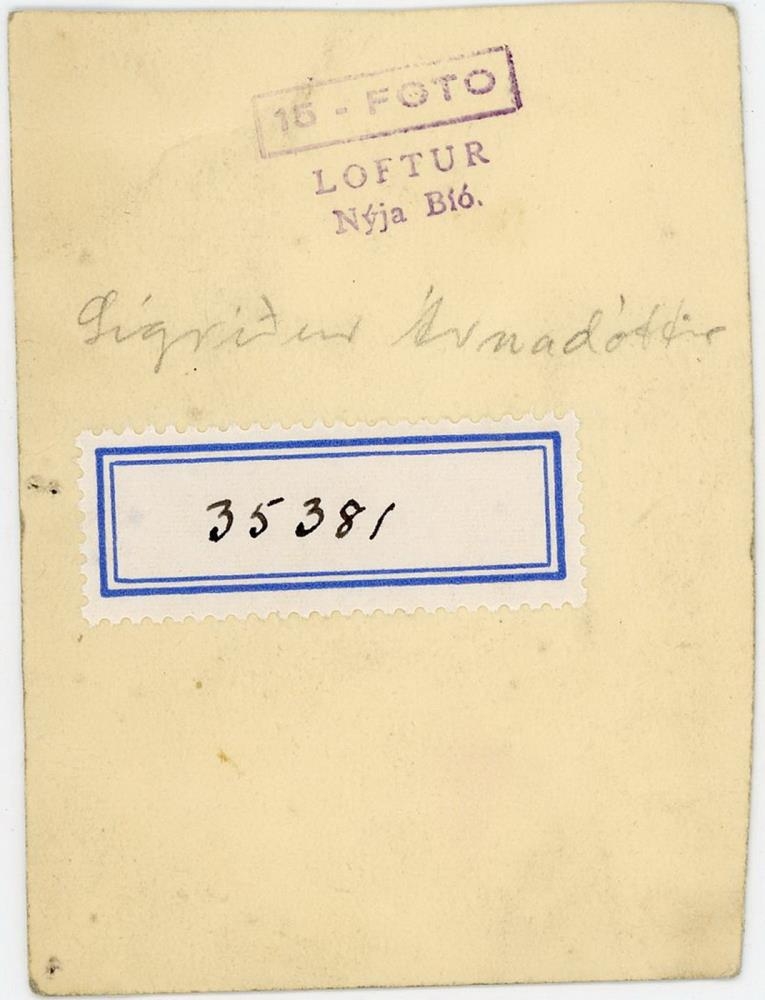 15 - FOTO
LOFTUR
Nýja Bíó.
Sigríður Árnadóttir
35381